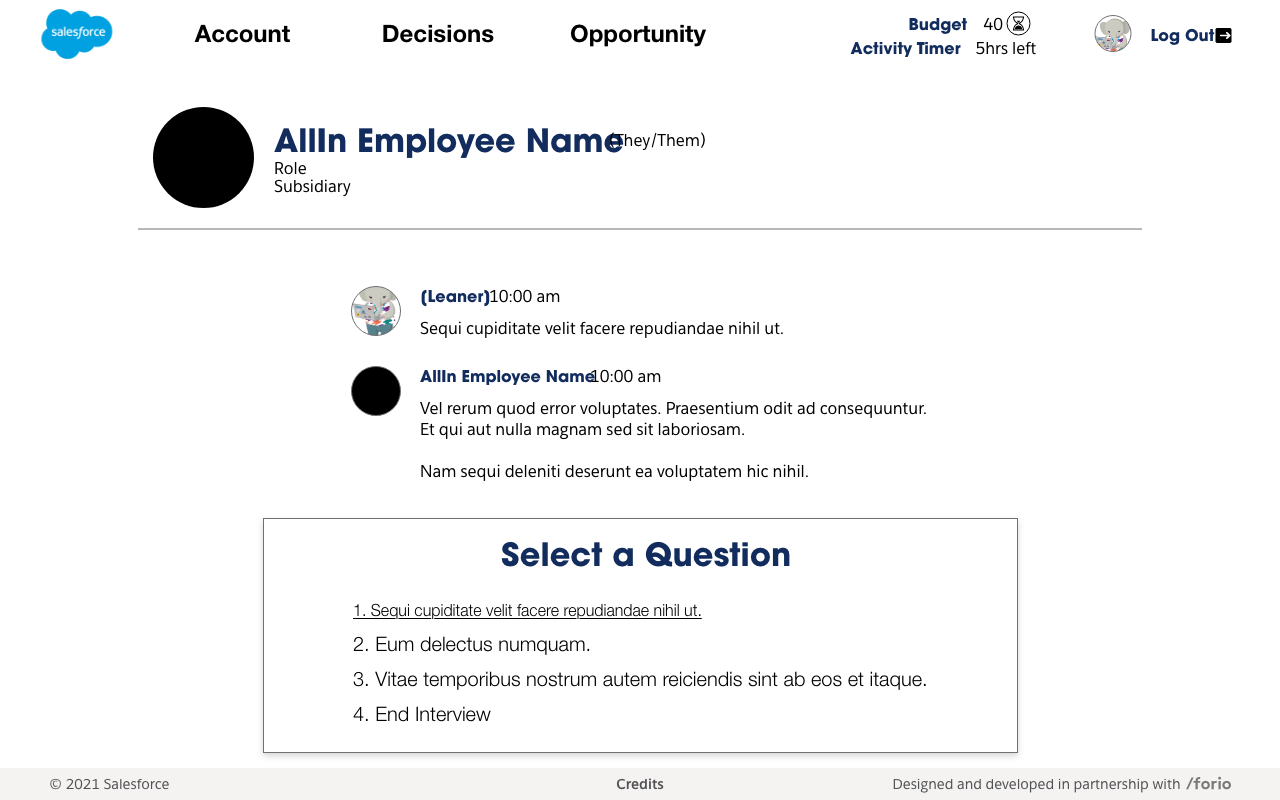 salesforce
Account
Decisions
Opportunity
Budget 40
Activity Timer 5hrs left
Log Out
AllIn Employee Name (They/Them)
Role
Subsidiary
(Leaner) 10:00 am
Sequi cupiditate velit facere repudiandae nihil ut.
AllIn Employee Name 10:00 am
Vel rerum quod error voluptates. Praesentium odit ad consequuntur.
Et qui aut nulla magnam sed sit laboriosam.
Nam sequi deleniti deserunt ea voluptatem hic nihil.
Select a Question
1. Sequi cupiditate velit facere repudiandae nihil ut.
2. Eum delectus numquam.
3. Vitae temporibus nostrum autem reiciendis sint ab eos et itaque.
4. End Interview
© 2021 Salesforce
Credits
Designed and developed in partnership with /forio